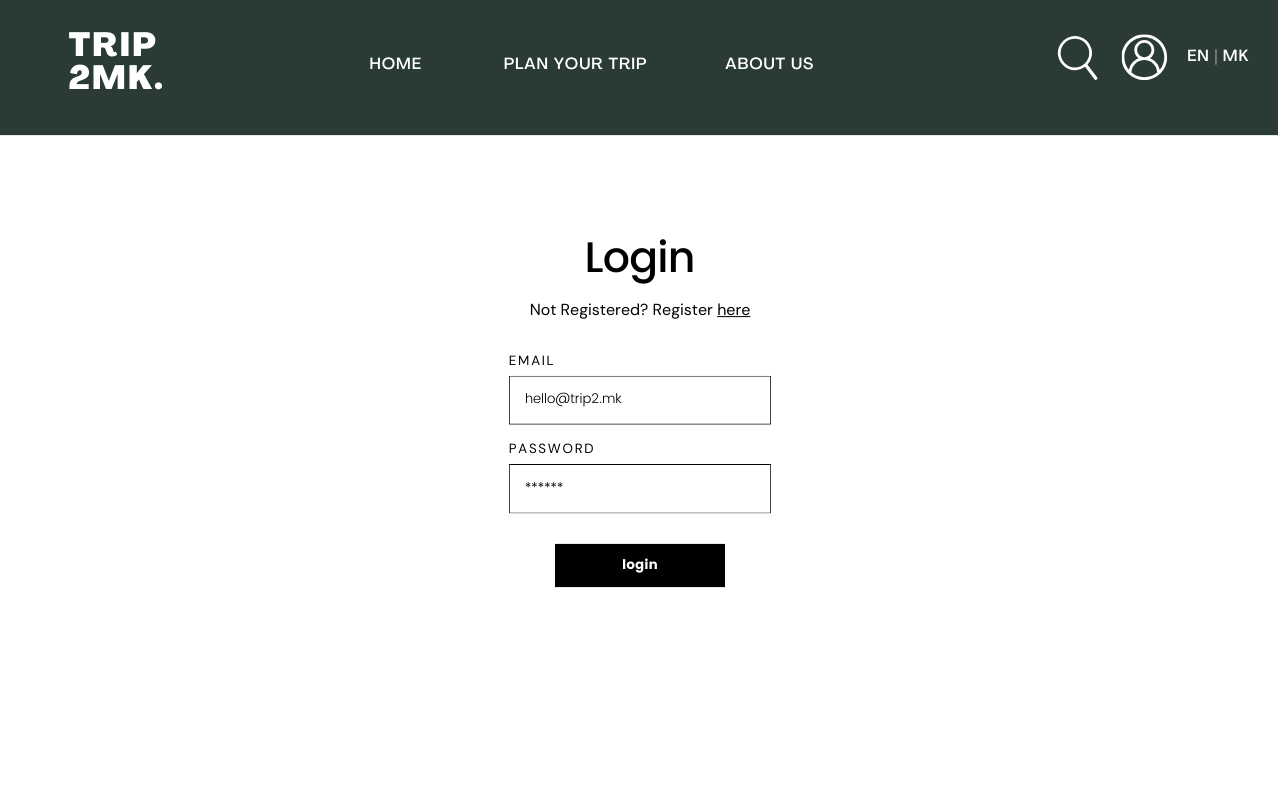 TRIP
2MK.
HOME
PLAN YOUR TRIP
ABOUT US
EN | MK
Login
Not Registered? Register here
EMAIL
hello@trip2.mk
PASSWORD
******
login